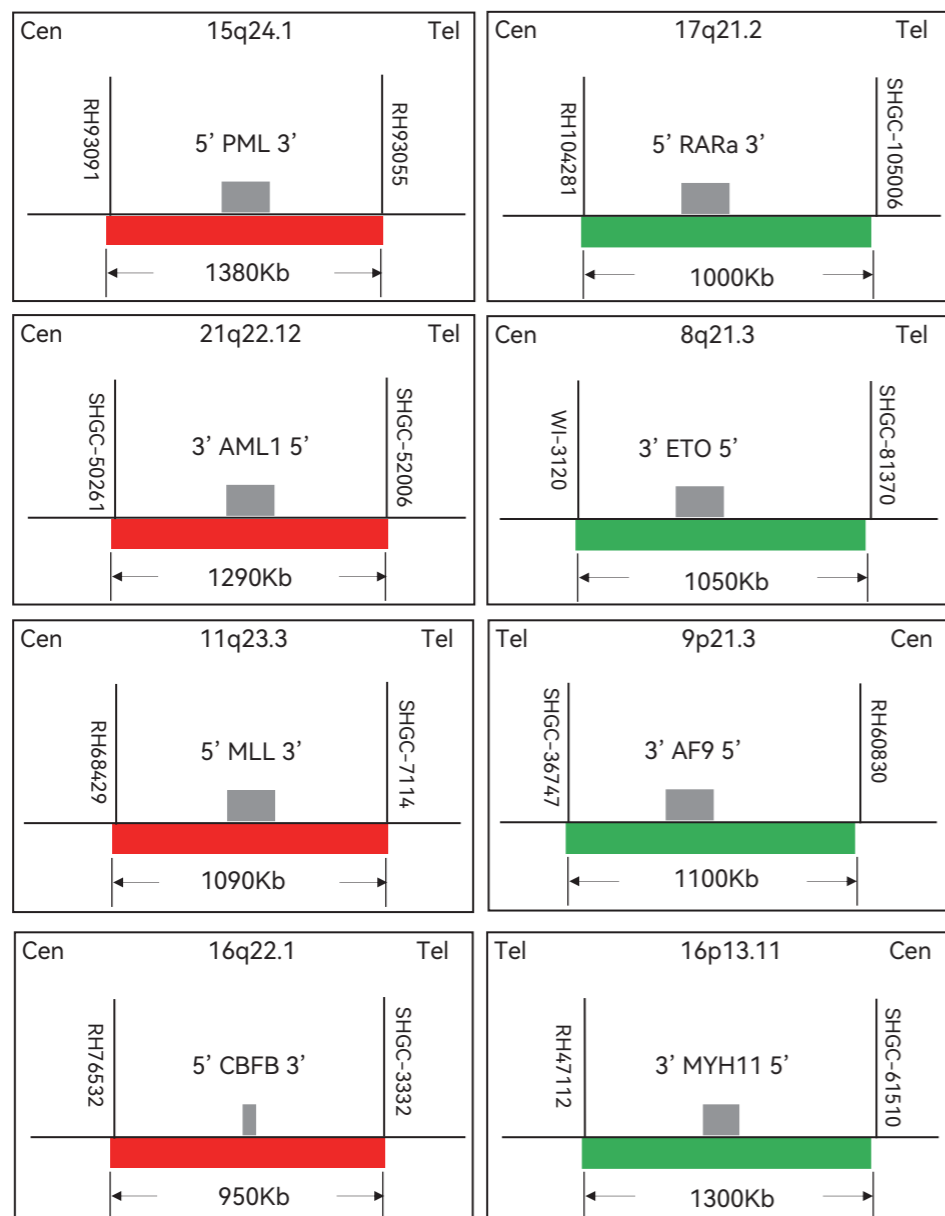 Cen 15q24.1 Tel
RH93091
RH93055
5’ PML 3’
1380Kb
Cen 17q21.2 Tel
RH104281
SHGC-105006
5’ RARa 3’
1000Kb
Cen 21q22.12 Tel
SHGC-50261
SHGC-52006
3’ AML1 5’
1290Kb
Cen 8q21.3 Tel
WI-3120
SHGC-81370
3’ ETO 5’
1050Kb
Cen 11q23.3 Tel
RH68429
SHGC-7114
5’ MLL 3’
1090Kb
Tel 9p21.3 Cen
SHGC-36747
RH60830
3’ AF9 5’
1100Kb
Cen 16q22.1 Tel
RH76532
SHGC-3332
5’ CBFB 3’
950Kb
Tel 16p13.11 Cen
RH47112
SHGC-61510
3’ MYH11 5’
1300Kb